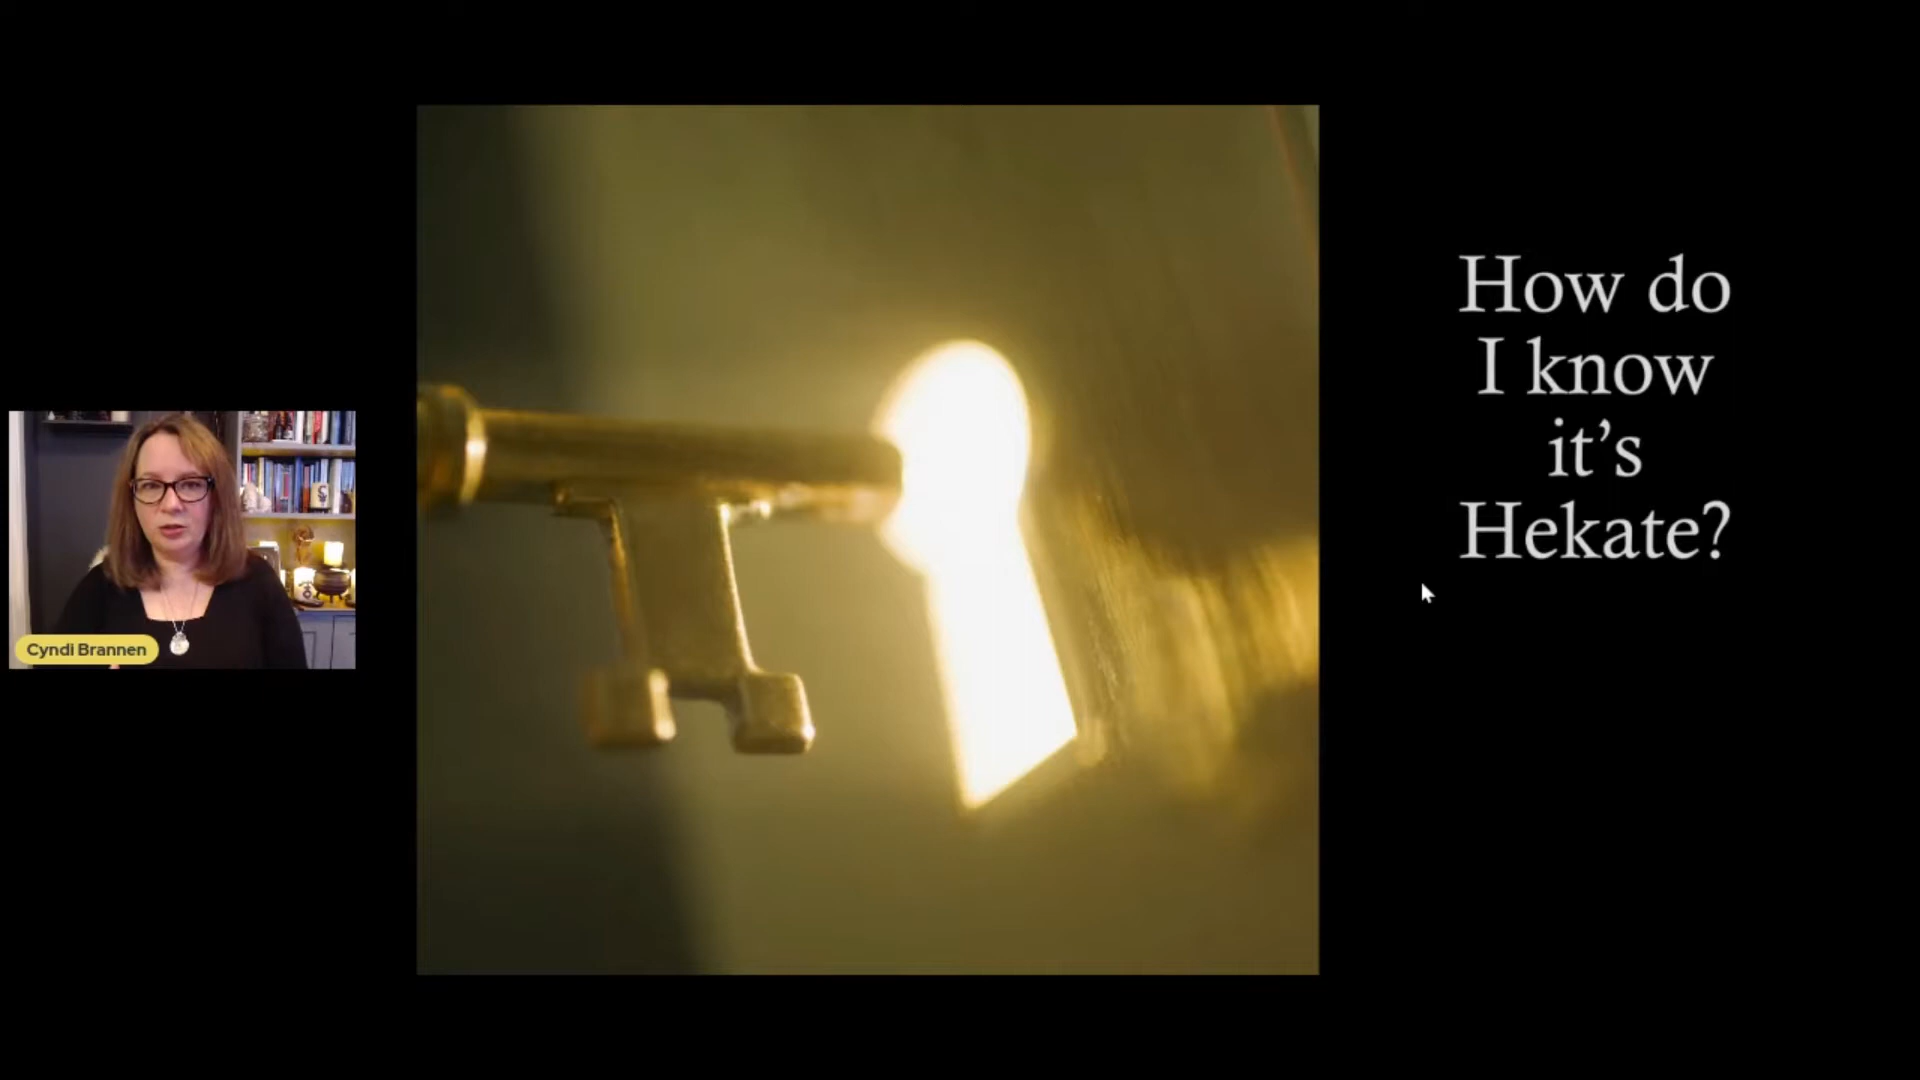 Cyndi Brannen
How do
I know
it's
Hekate?